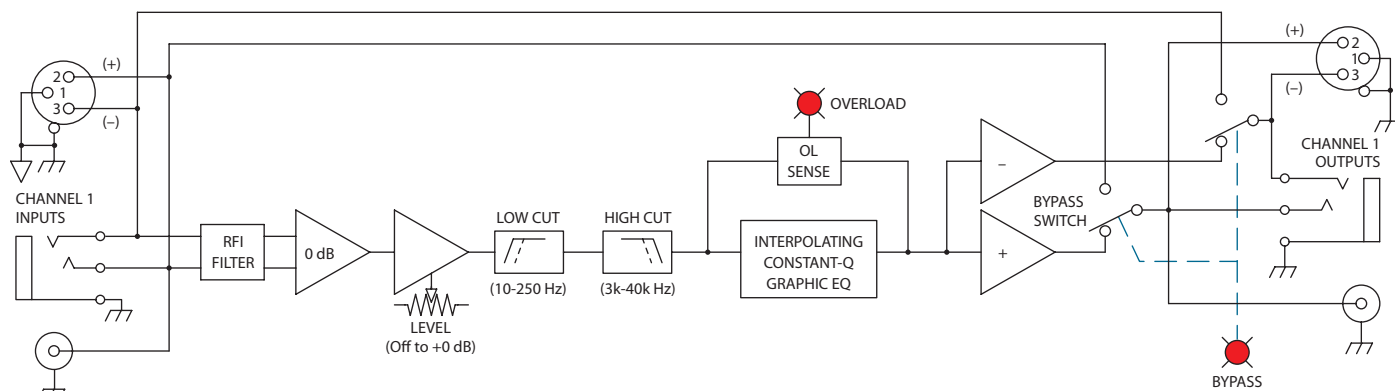 (+)
2
1
3
(–)
CHANNEL 1
INPUTS
RFI
FILTER
0 dB
LEVEL
(Off to +0 dB)
LOW CUT
(10-250 Hz)
HIGH CUT
(3k-40k Hz)
OVERLOAD
OL
SENSE
INTERPOLATING
CONSTANT-Q
GRAPHIC EQ
–
+
BYPASS
SWITCH
(+)
2
1
3
(–)
CHANNEL 1
OUTPUTS
BYPASS